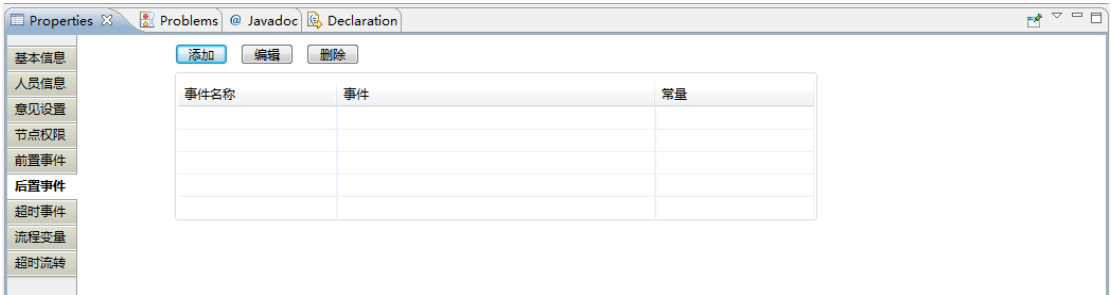 Properties Problems @ Javadoc Declaration
添加 编辑 删除
基本信息
人员信息
意见设置
节点权限
前置事件
后置事件
超时事件
流程变量
超时流转
事件名称 事件 常量